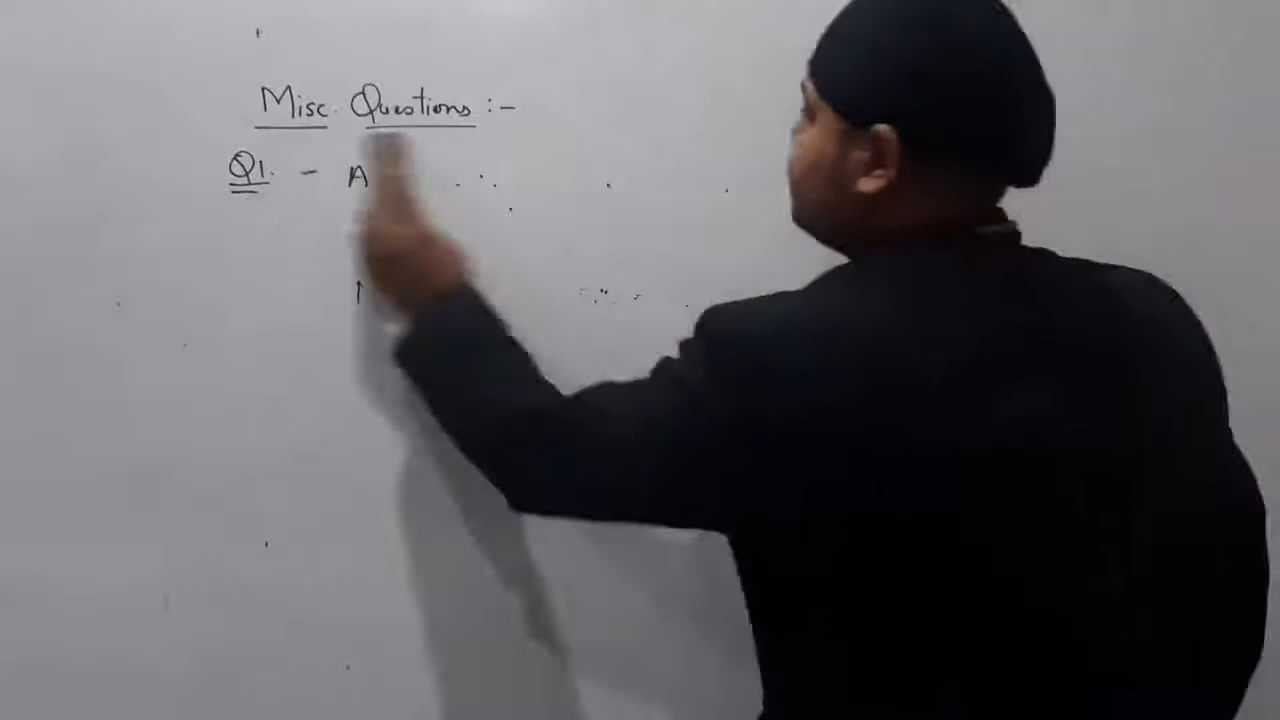 Misc. Questions :-
Q1. - A
↑